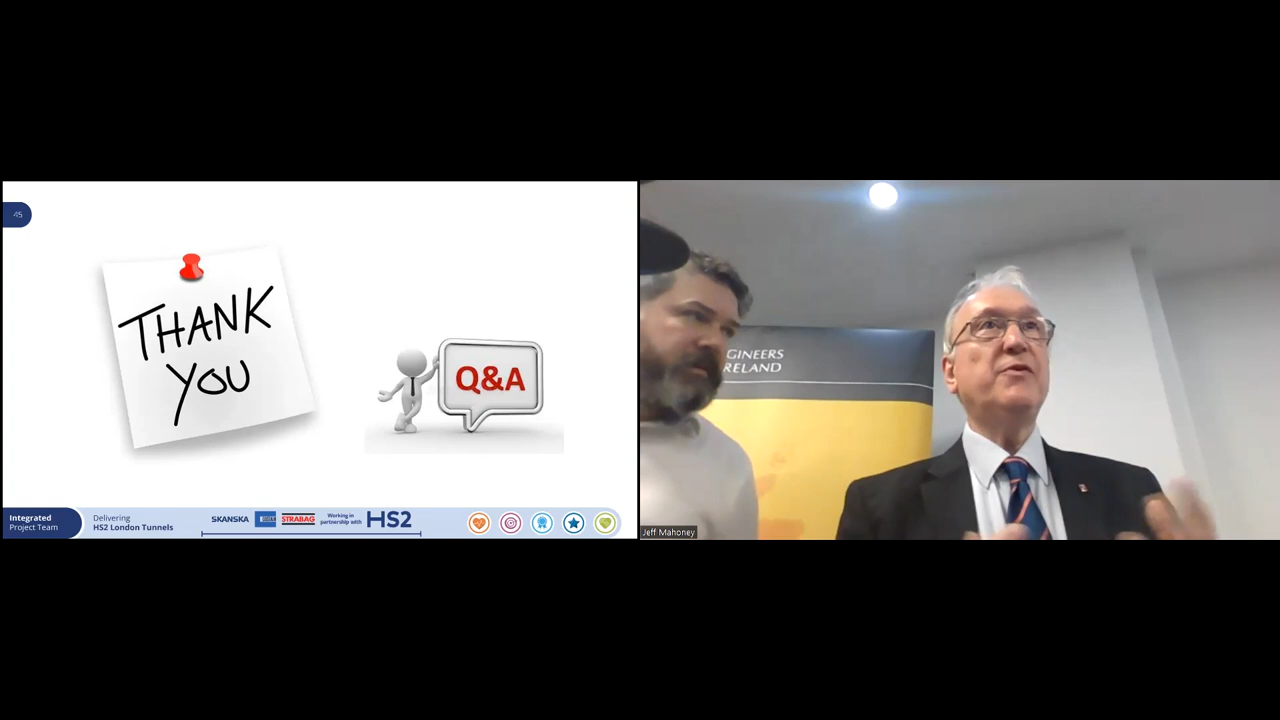 45
THANK
YOU
Q&A
Integrated
Project Team
Delivering
HS2 London Tunnels
SKANSKA
STRABAG
Working in
partnership with
HS2
GINEERS
RELAND
Jeff Mahoney